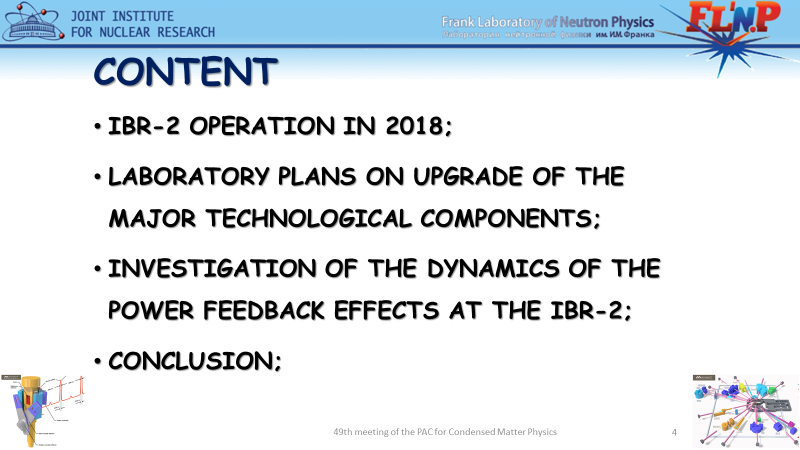 JOINT INSTITUTE
FOR NUCLEAR RESEARCH
Frank Laboratory of Neutron Physics
Лаборатория нейтронной физики им. И.М. Франка
FLNP
CONTENT
• IBR-2 OPERATION IN 2018;
• LABORATORY PLANS ON UPGRADE OF THE
MAJOR TECHNOLOGICAL COMPONENTS;
• INVESTIGATION OF THE DYNAMICS OF THE
POWER FEEDBACK EFFECTS AT THE IBR-2;
• CONCLUSION;
49th meeting of the PAC for Condensed Matter Physics
4